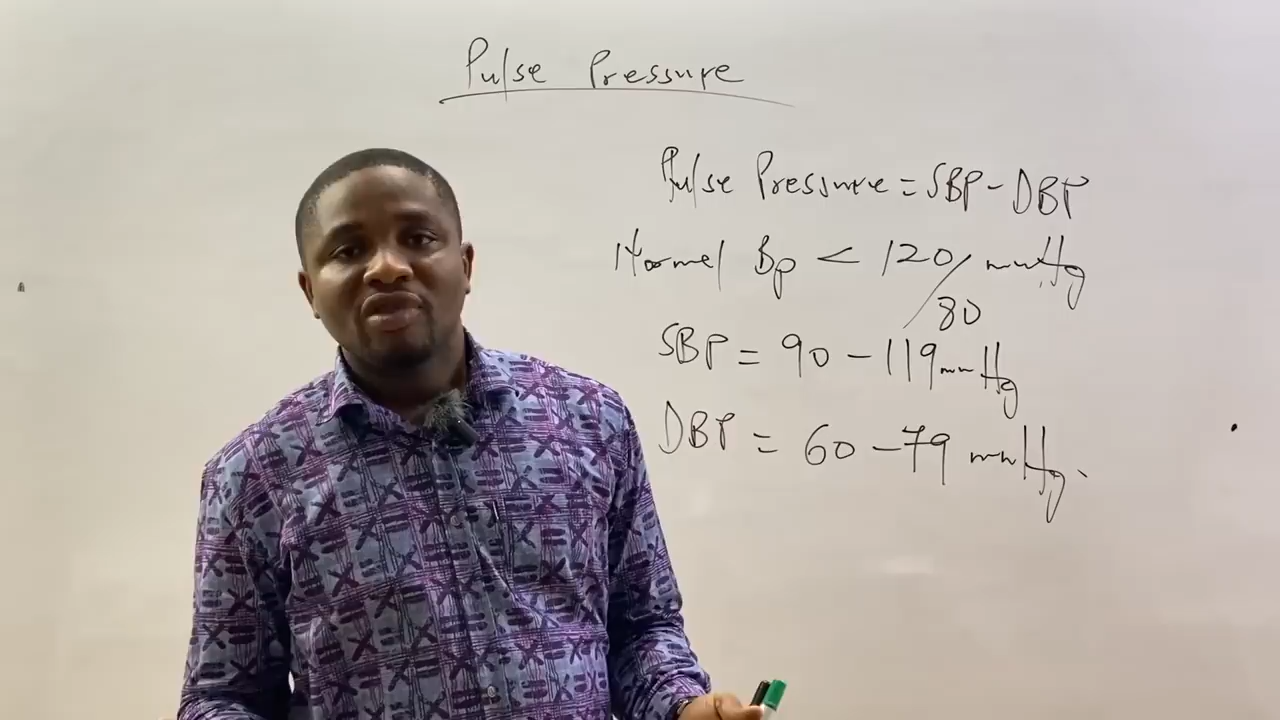 Pulse Pressure
Pulse Pressure = SBP - DBP
Normal Bp < 120/80 mmHg
SBP = 90 - 119 mmHg
DBP = 60 - 79 mmHg.